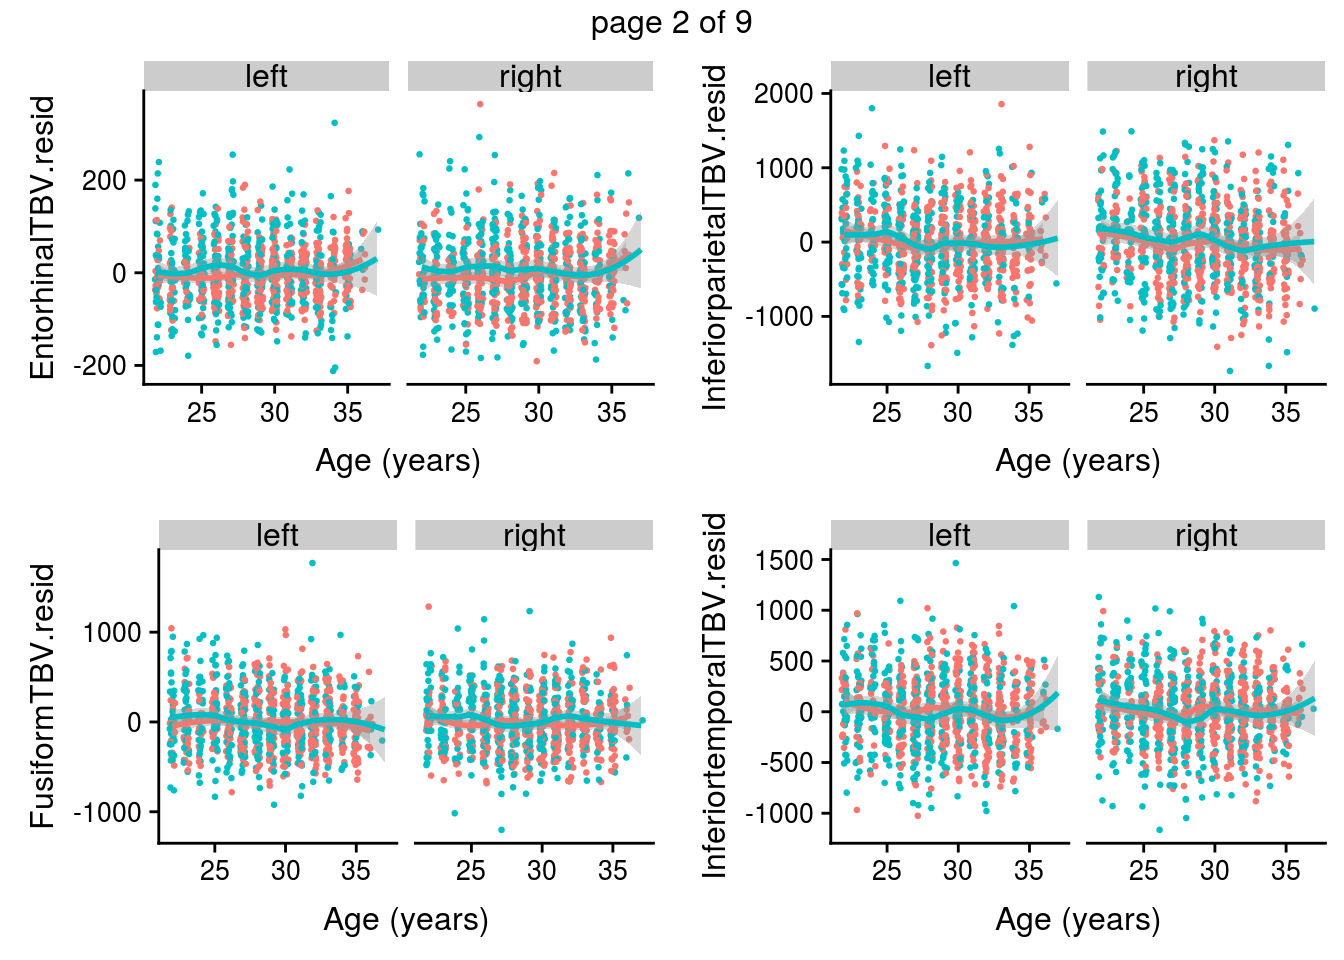 page 2 of 9
left right
EntorhinalTBV.resid
200
0
-200
25 30 35 25 30 35
Age (years)
left right
InferiorparietalTBV.resid
2000
1000
0
-1000
25 30 35 25 30 35
Age (years)
left right
FusiformTBV.resid
1000
0
-1000
25 30 35 25 30 35
Age (years)
left right
InferiortemporalTBV.resid
1500
1000
500
0
-500
-1000
25 30 35 25 30 35
Age (years)